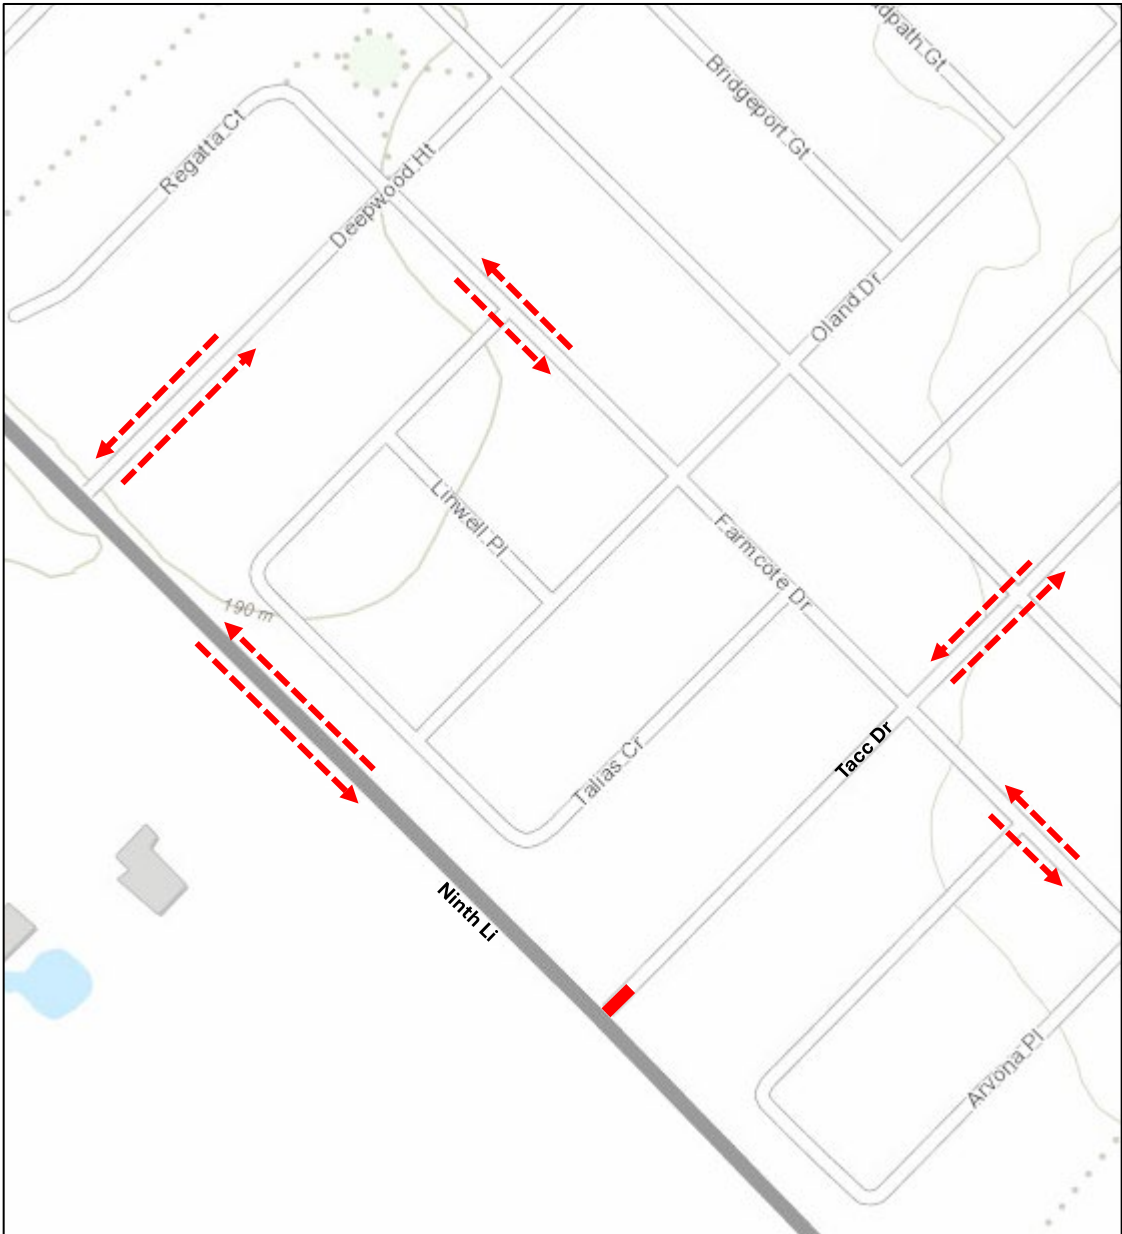 Bridgeport Gt
Regatta Ct
Deepwood Ht
Oland Dr
Linwell Pl
Farmcote Dr
190 m
Tacc Dr
Talias Cr
Ninth Li
Arvona Pl